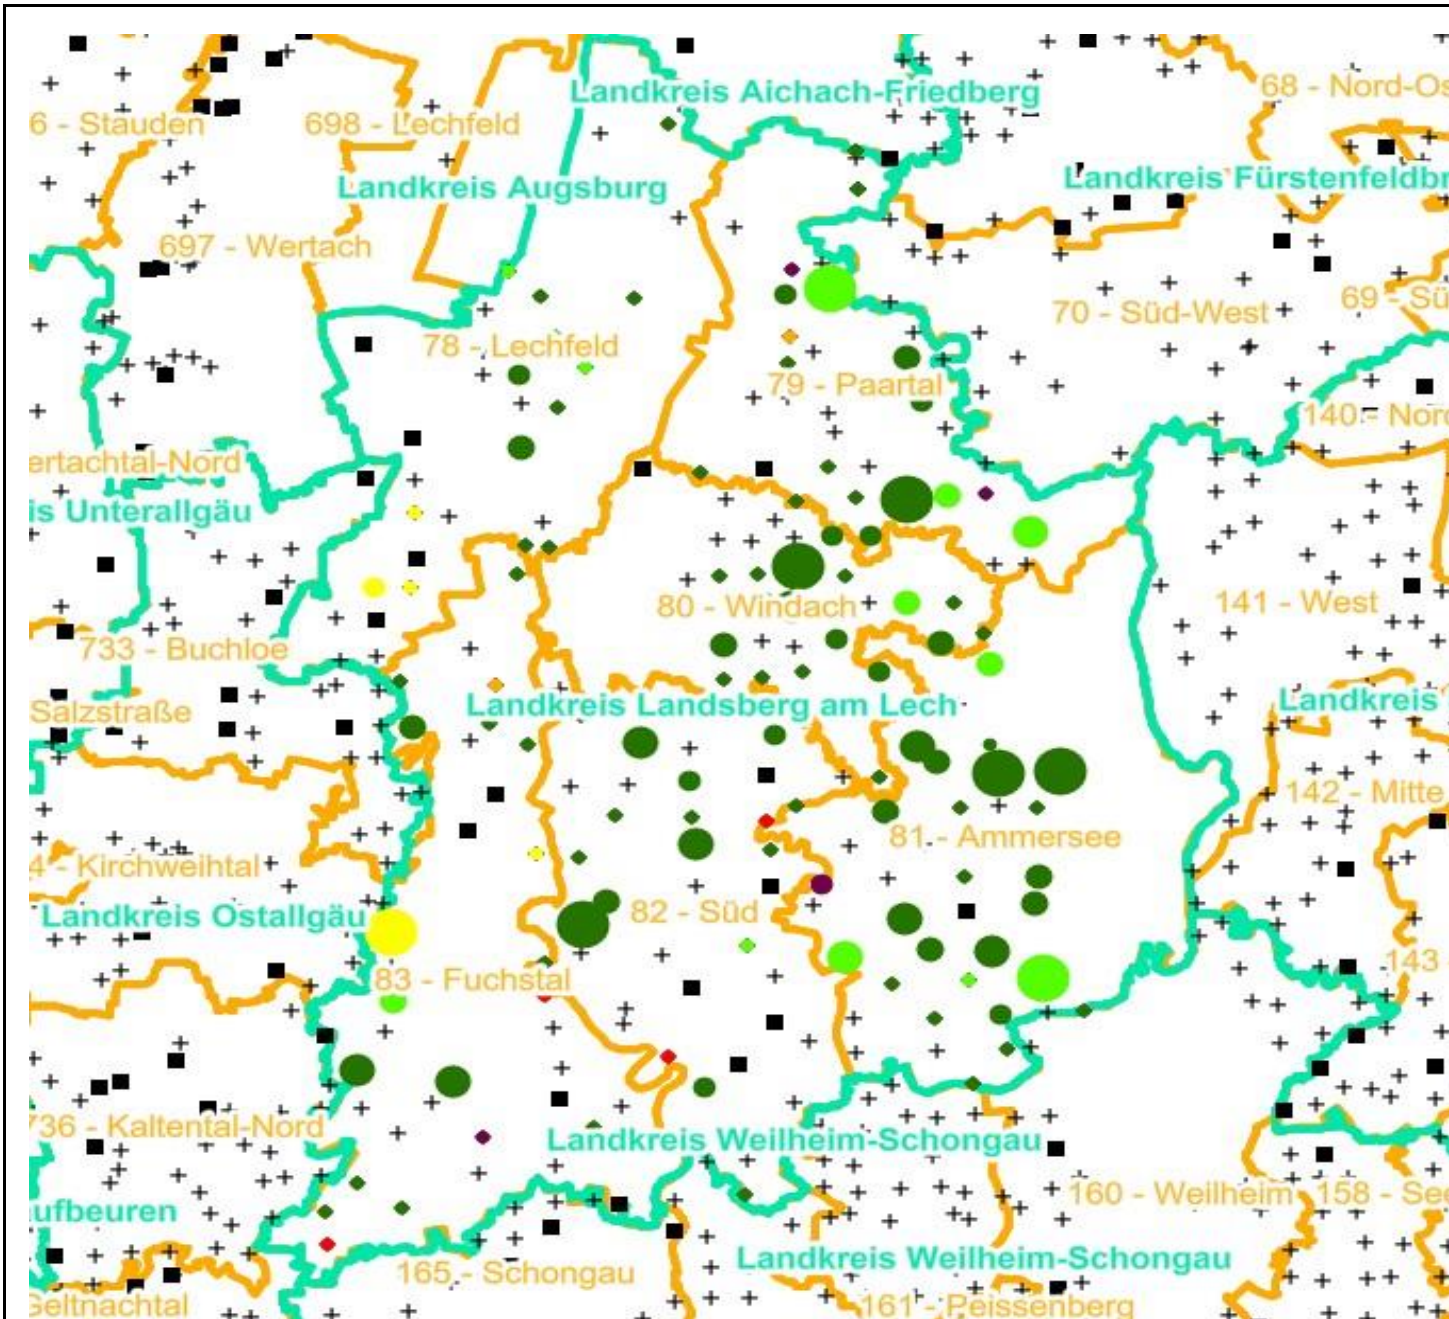 Landkreis Aichach-Friedberg
68 - Nord-Os
6 - Stauden
698 - Lechfeld
Landkreis Augsburg
Landkreis Fürstenfeldbr
697 - Wertach
70 - Süd-West
69 - Sü
78 - Lechfeld
79 - Paartal
140 - Nord
ertachtal-Nord
is Unterallgäu
80 - Windach
141 - West
733 - Buchloe
Salzstraße
Landkreis Landsberg am Lech
Landkreis
142 - Mitte
81 - Ammersee
4 - Kirchweihtal
Landkreis Ostallgäu
82 - Süd
143 -
83 - Fuchstal
736 - Kaltental-Nord
Landkreis Weilheim-Schongau
160 - Weilheim
158 - See
ufbeuren
Landkreis Weilheim-Schongau
165 - Schongau
Geltnachtal
161 - Peissenberg